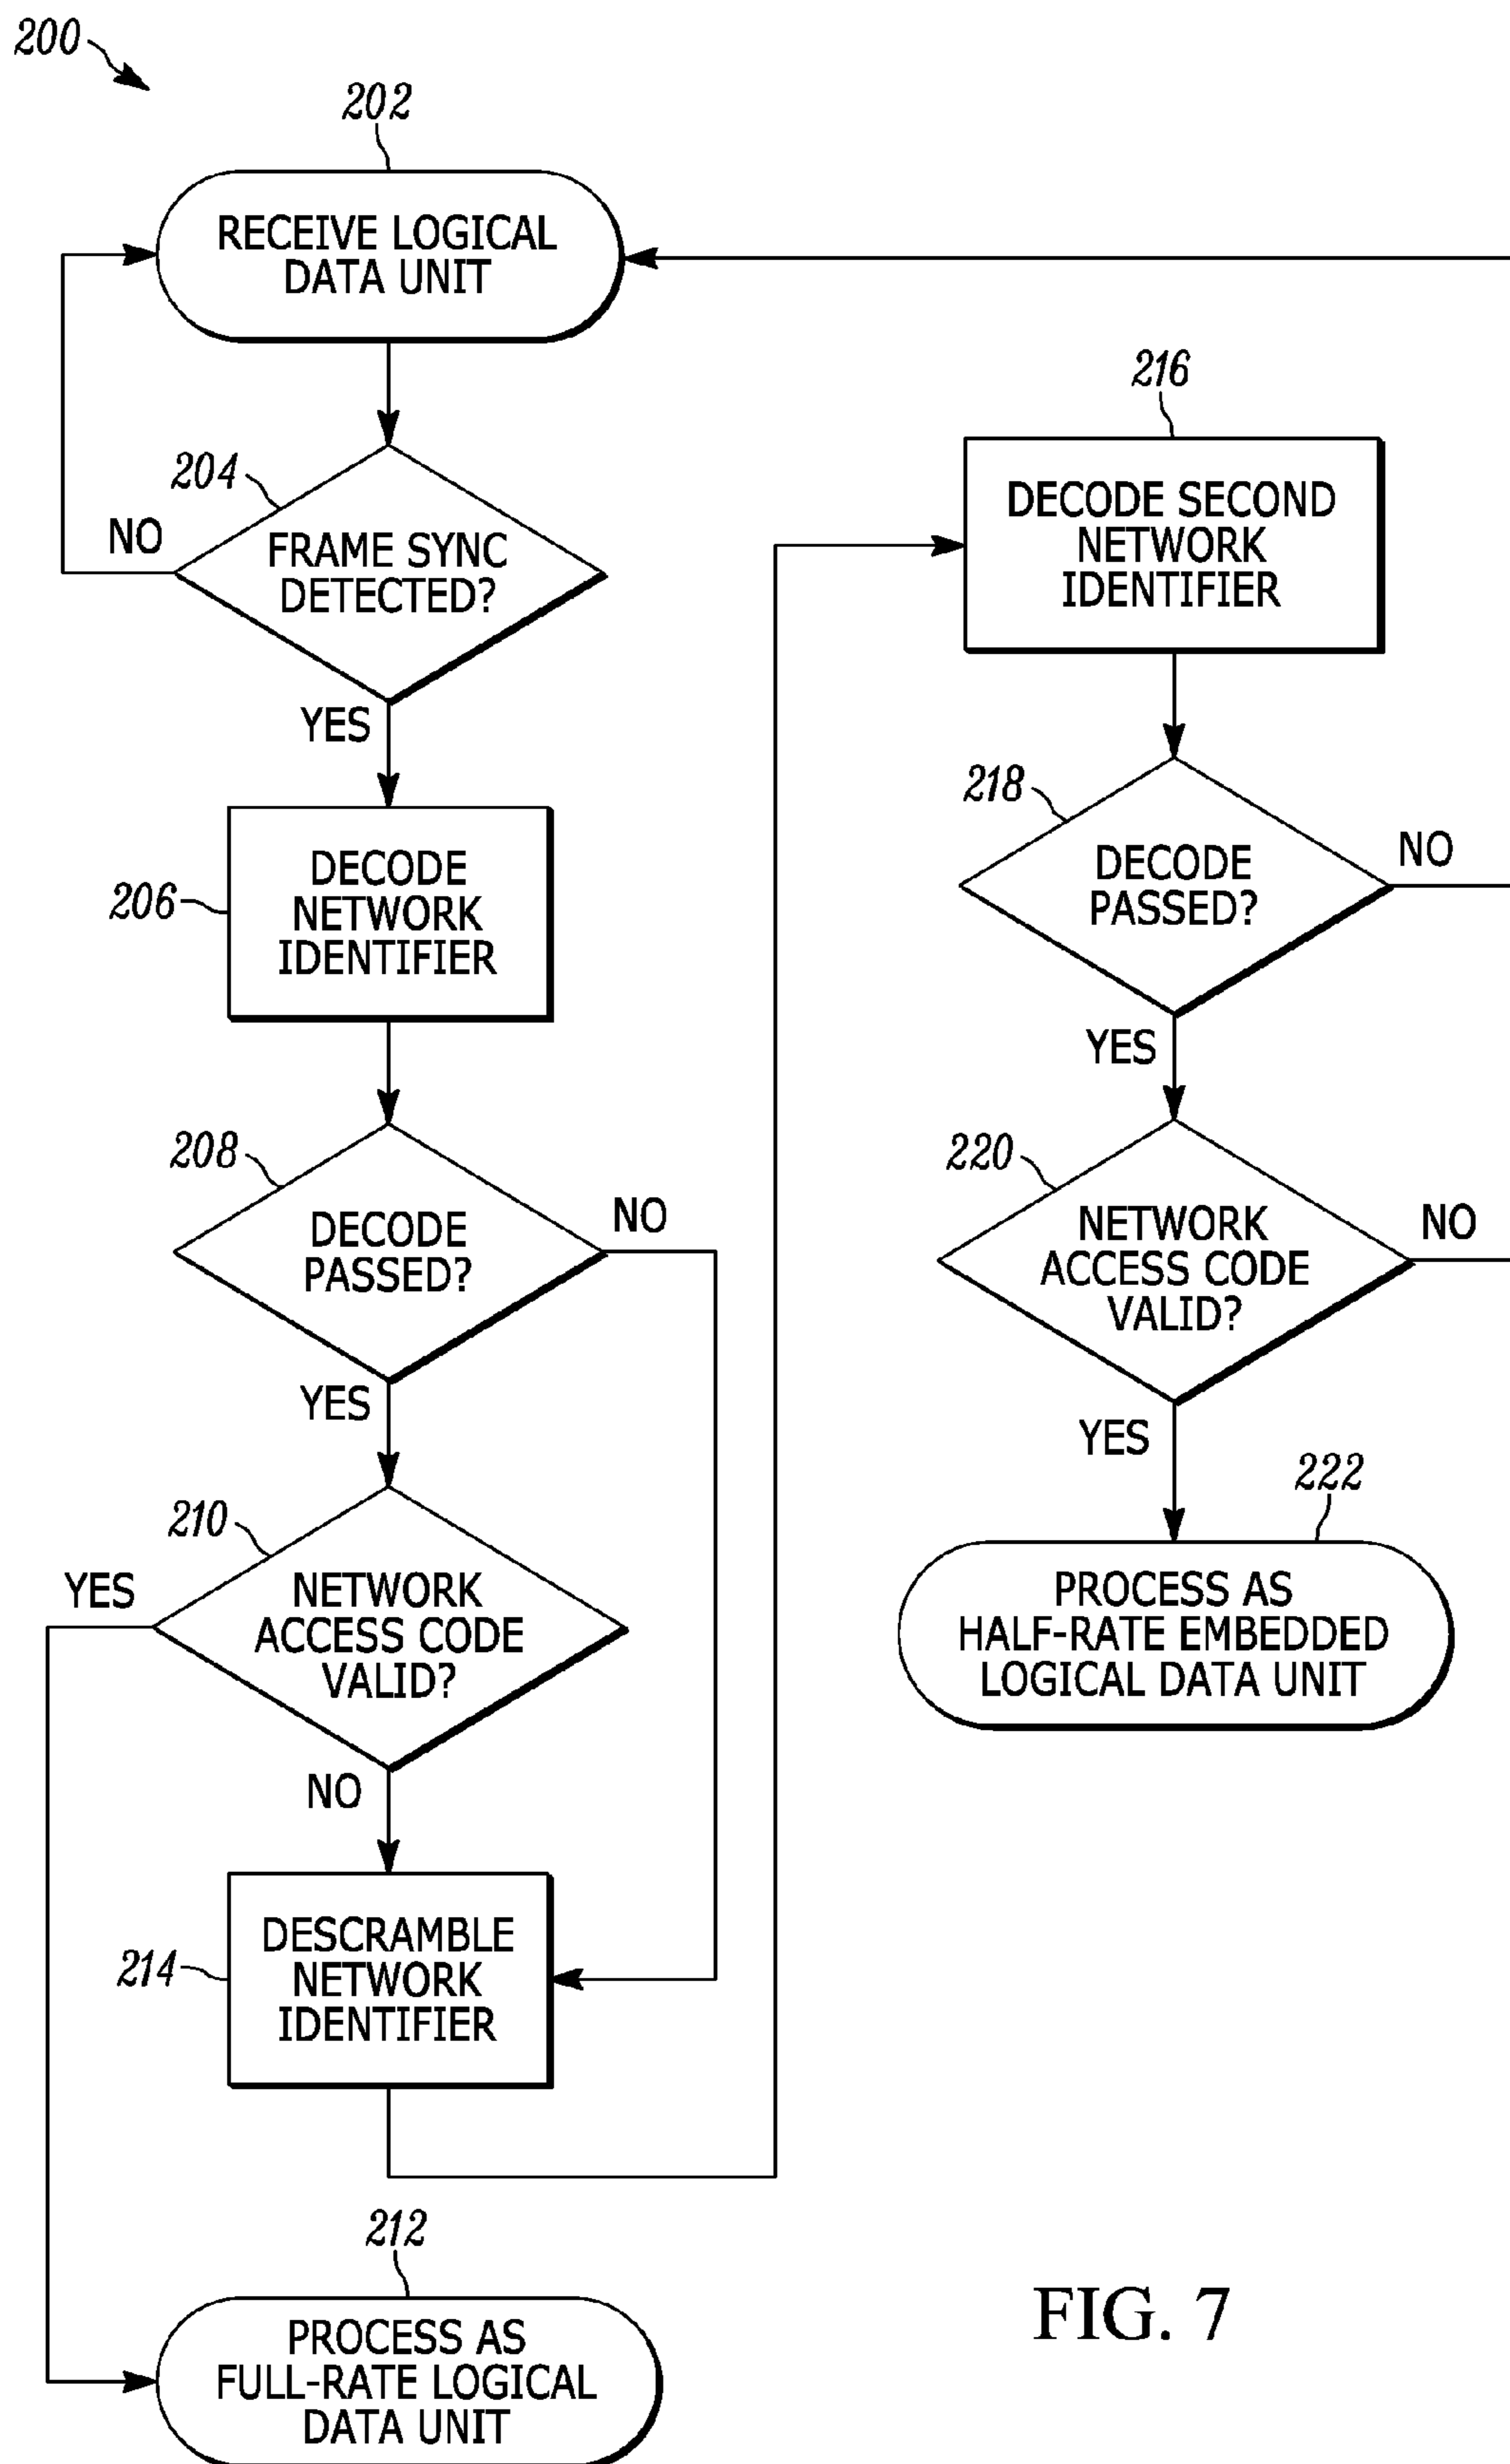 200
202
RECEIVE LOGICAL
DATA UNIT
204
NO
FRAME SYNC
DETECTED?
YES
206
DECODE
NETWORK
IDENTIFIER
208
NO
DECODE
PASSED?
YES
210
YES
NETWORK
ACCESS CODE
VALID?
NO
214
DESCRAMBLE
NETWORK
IDENTIFIER
212
PROCESS AS
FULL-RATE LOGICAL
DATA UNIT
216
DECODE SECOND
NETWORK
IDENTIFIER
218
NO
DECODE
PASSED?
YES
220
NO
NETWORK
ACCESS CODE
VALID?
YES
222
PROCESS AS
HALF-RATE EMBEDDED
LOGICAL DATA UNIT
FIG. 7